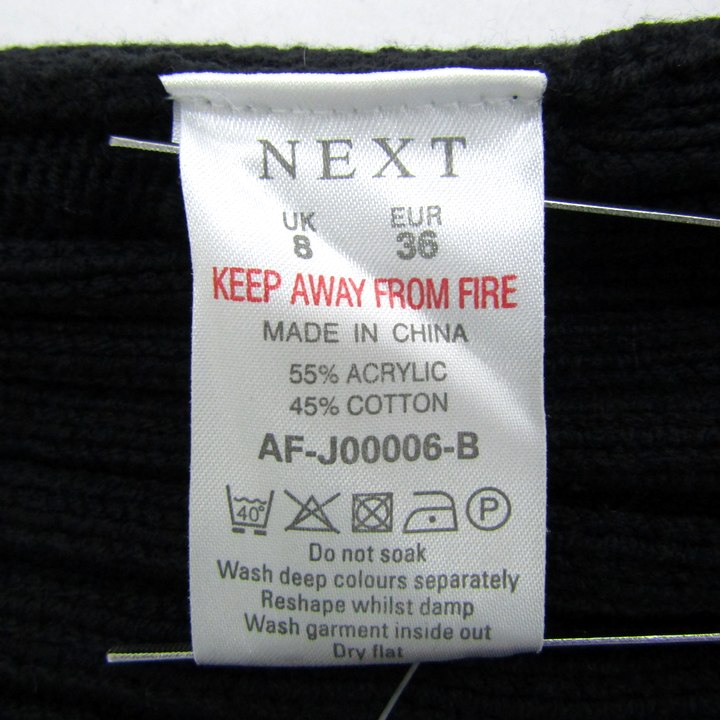 NEXT
UK EUR
8 36
KEEP AWAY FROM FIRE
MADE IN CHINA
55% ACRYLIC
45% COTTON
AF-J00006-B
40° P
Do not soak
Wash deep colours separately
Reshape whilst damp
Wash garment inside out
Dry flat